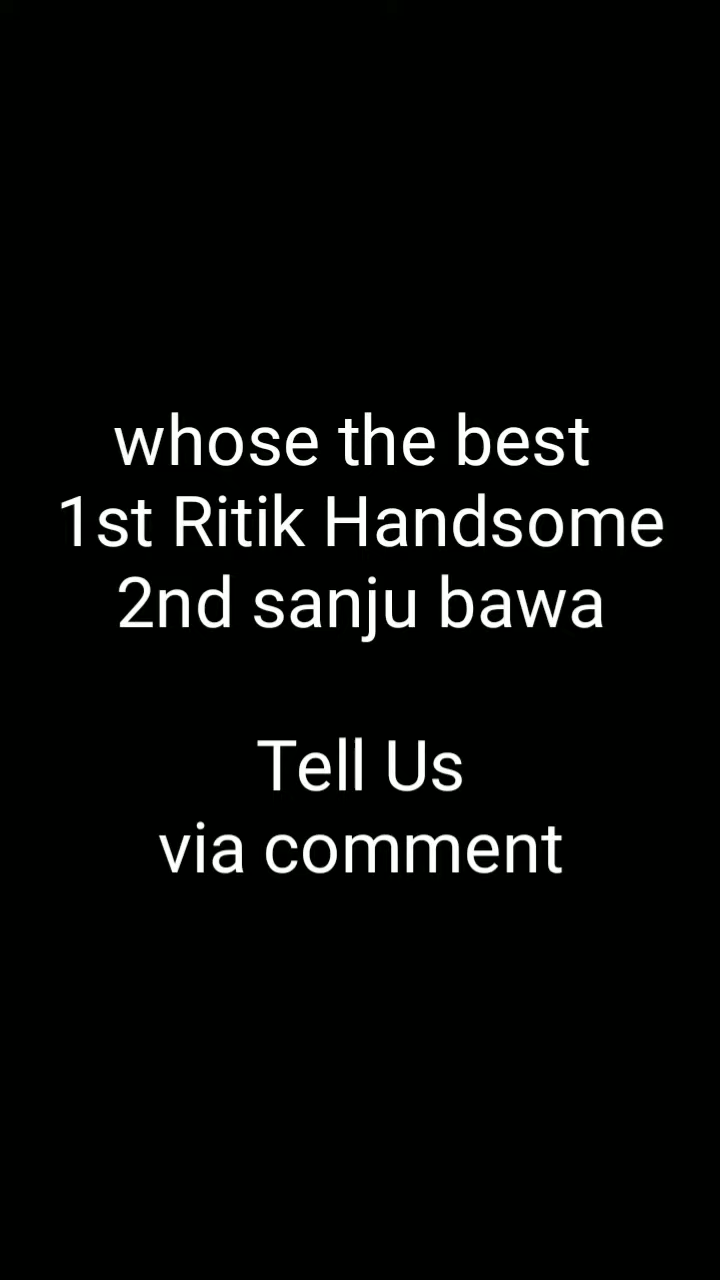 whose the best
1st Ritik Handsome
2nd sanju bawa
Tell Us
via comment